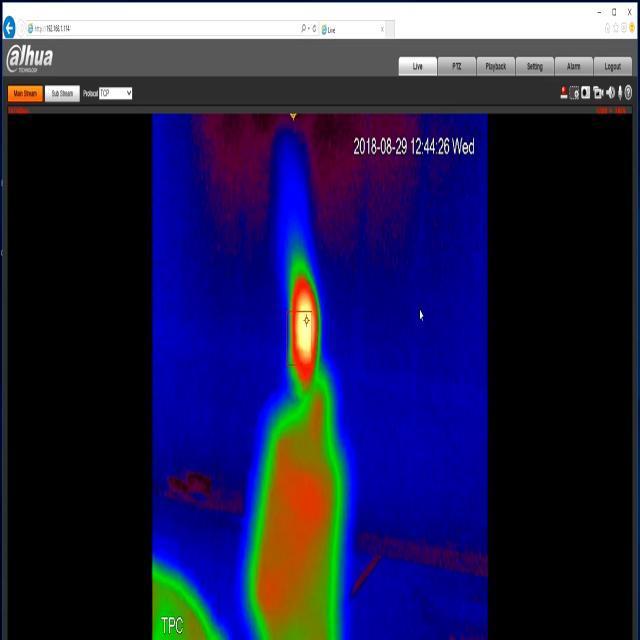 http://192.168.1.114/
Live
alhua
TECHNOLOGY
Live
PTZ
Playback
Setting
Alarm
Logout
Main Stream
Sub Stream
Protocol
TCP
2018-08-29 12:44:26 Wed
TPC